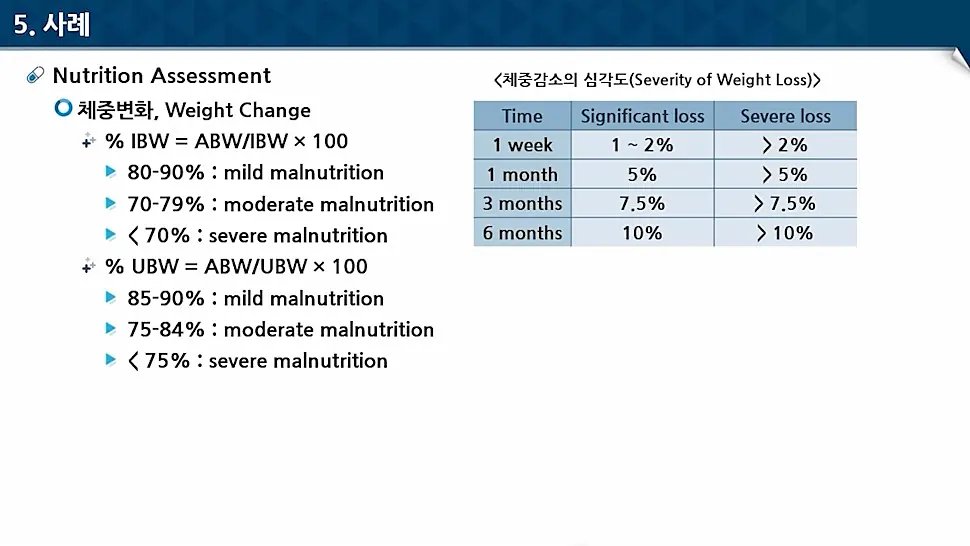 5. 사례
Nutrition Assessment
체중변화, Weight Change
% IBW = ABW/IBW × 100
80-90% : mild malnutrition
70-79% : moderate malnutrition
< 70% : severe malnutrition
% UBW = ABW/UBW × 100
85-90% : mild malnutrition
75-84% : moderate malnutrition
< 75% : severe malnutrition
<체중감소의 심각도(Severity of Weight Loss)>
Time Significant loss Severe loss
1 week 1 ~ 2% > 2%
1 month 5% > 5%
3 months 7.5% > 7.5%
6 months 10% > 10%